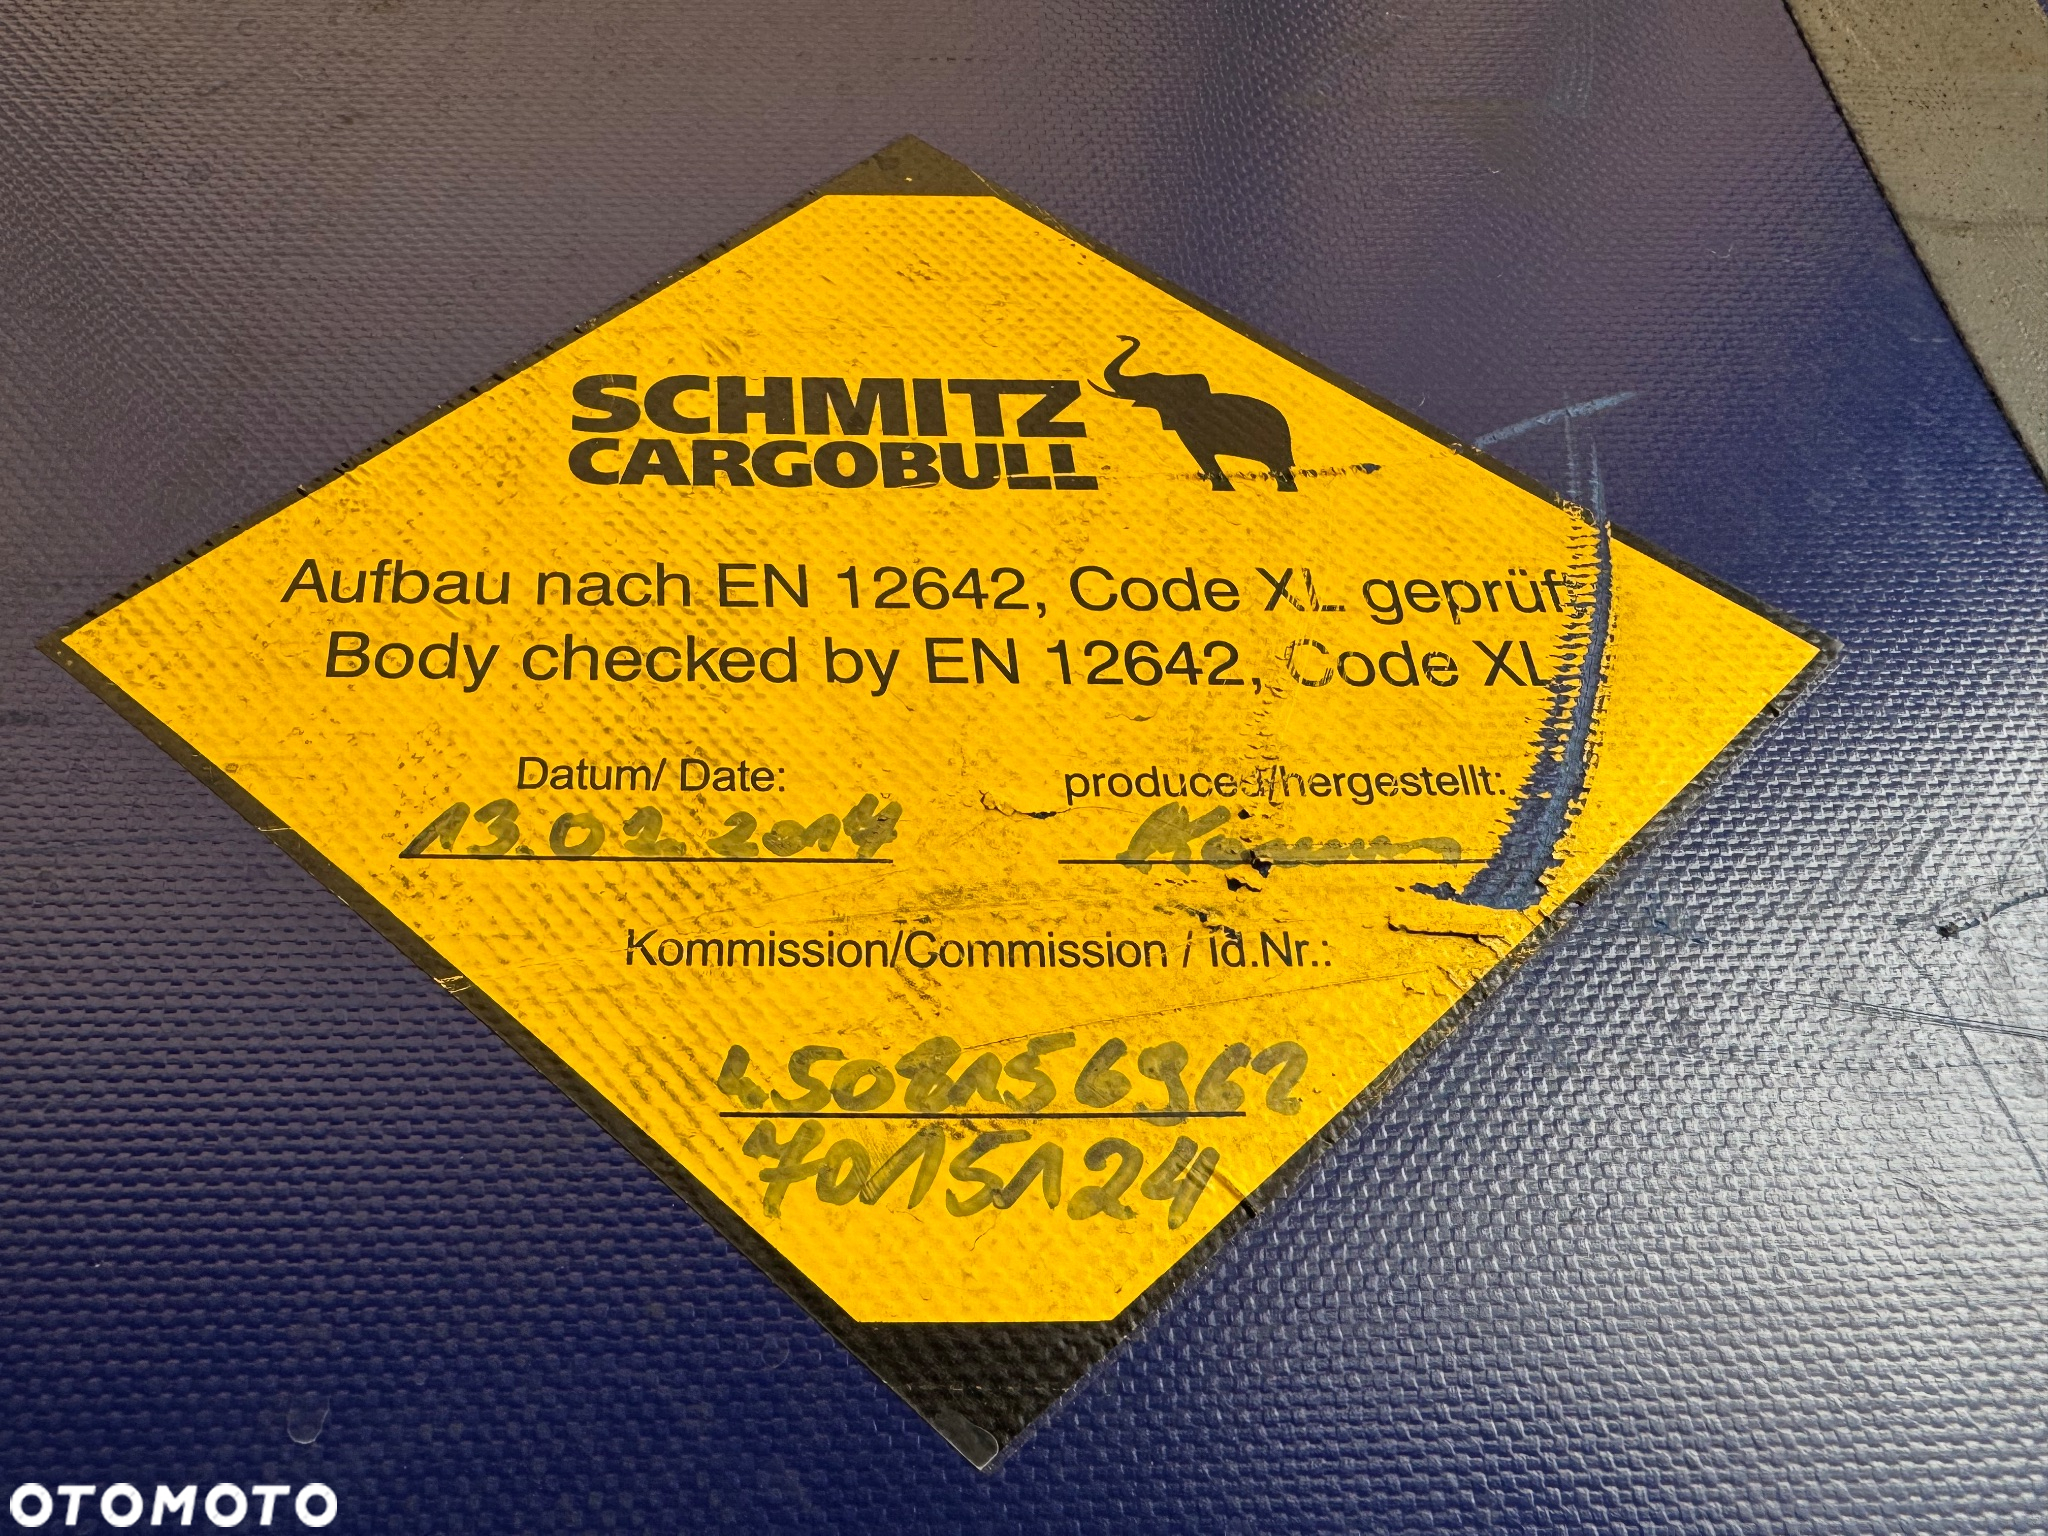 SCHMITZ
CARGOBULL
Aufbau nach EN 12642, Code XL geprüft
Body checked by EN 12642, Code XL
Datum/ Date:
produced/hergestellt:
13.02.2014
Kommission/Commission / Id.Nr.:
4508156962
7015124
OTOMOTO